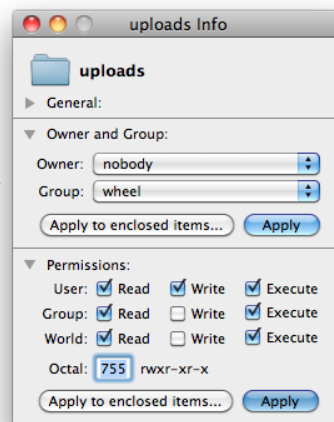 uploads Info
uploads
General:
Owner and Group:
Owner: nobody
Group: wheel
Apply to enclosed items... Apply
Permissions:
User: Read Write Execute
Group: Read Write Execute
World: Read Write Execute
Octal: 755 rwxr-xr-x
Apply to enclosed items... Apply